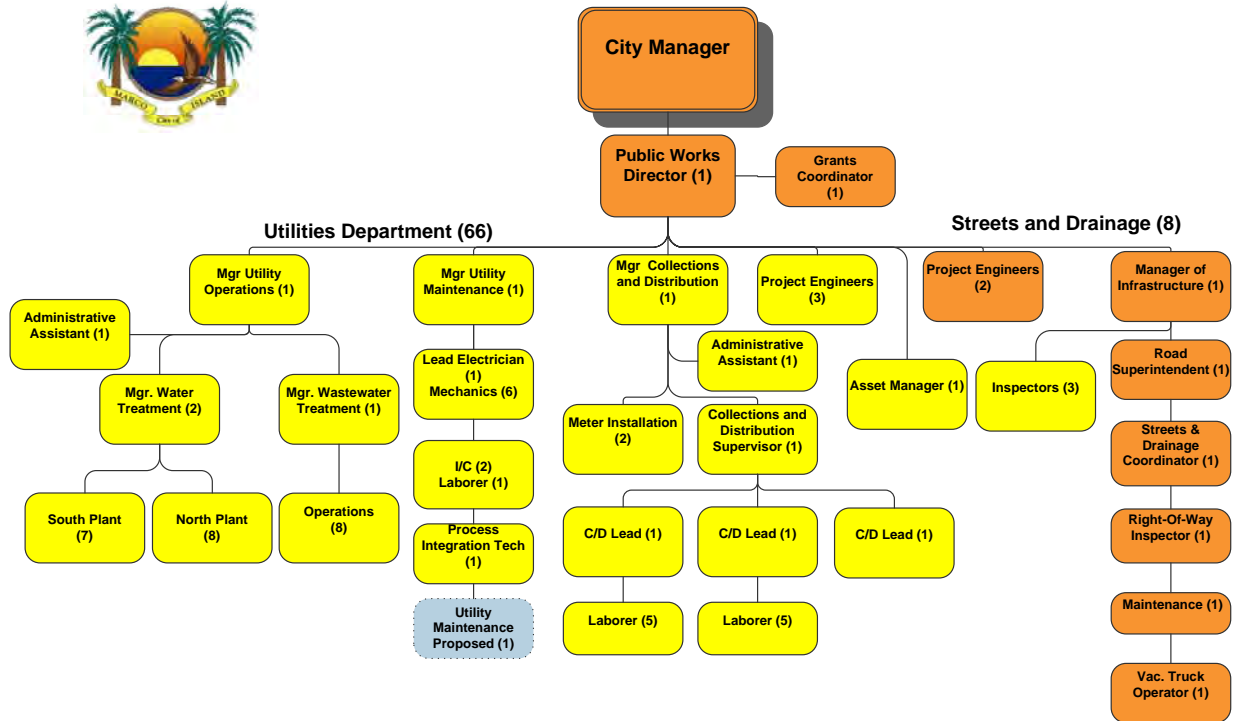 MARCO
City of
ISLAND
City Manager
Public Works
Director (1)
Grants
Coordinator
(1)
Utilities Department (66)
Streets and Drainage (8)
Mgr Utility
Operations (1)
Mgr Utility
Maintenance (1)
Mgr Collections
and Distribution
(1)
Project Engineers
(3)
Project Engineers
(2)
Manager of
Infrastructure (1)
Administrative
Assistant (1)
Lead Electrician
(1)
Mechanics (6)
Administrative
Assistant (1)
Asset Manager (1)
Inspectors (3)
Road
Superintendent (1)
Mgr. Water
Treatment (2)
Mgr. Wastewater
Treatment (1)
Meter Installation
(2)
Collections and
Distribution
Supervisor (1)
Streets &
Drainage
Coordinator (1)
I/C (2)
Laborer (1)
South Plant
(7)
North Plant
(8)
Operations
(8)
Process
Integration Tech
(1)
C/D Lead (1)
C/D Lead (1)
C/D Lead (1)
Right-Of-Way
Inspector
(1)
Utility
Maintenance
Proposed (1)
Laborer (5)
Laborer (5)
Maintenance (1)
Vac. Truck
Operator (1)